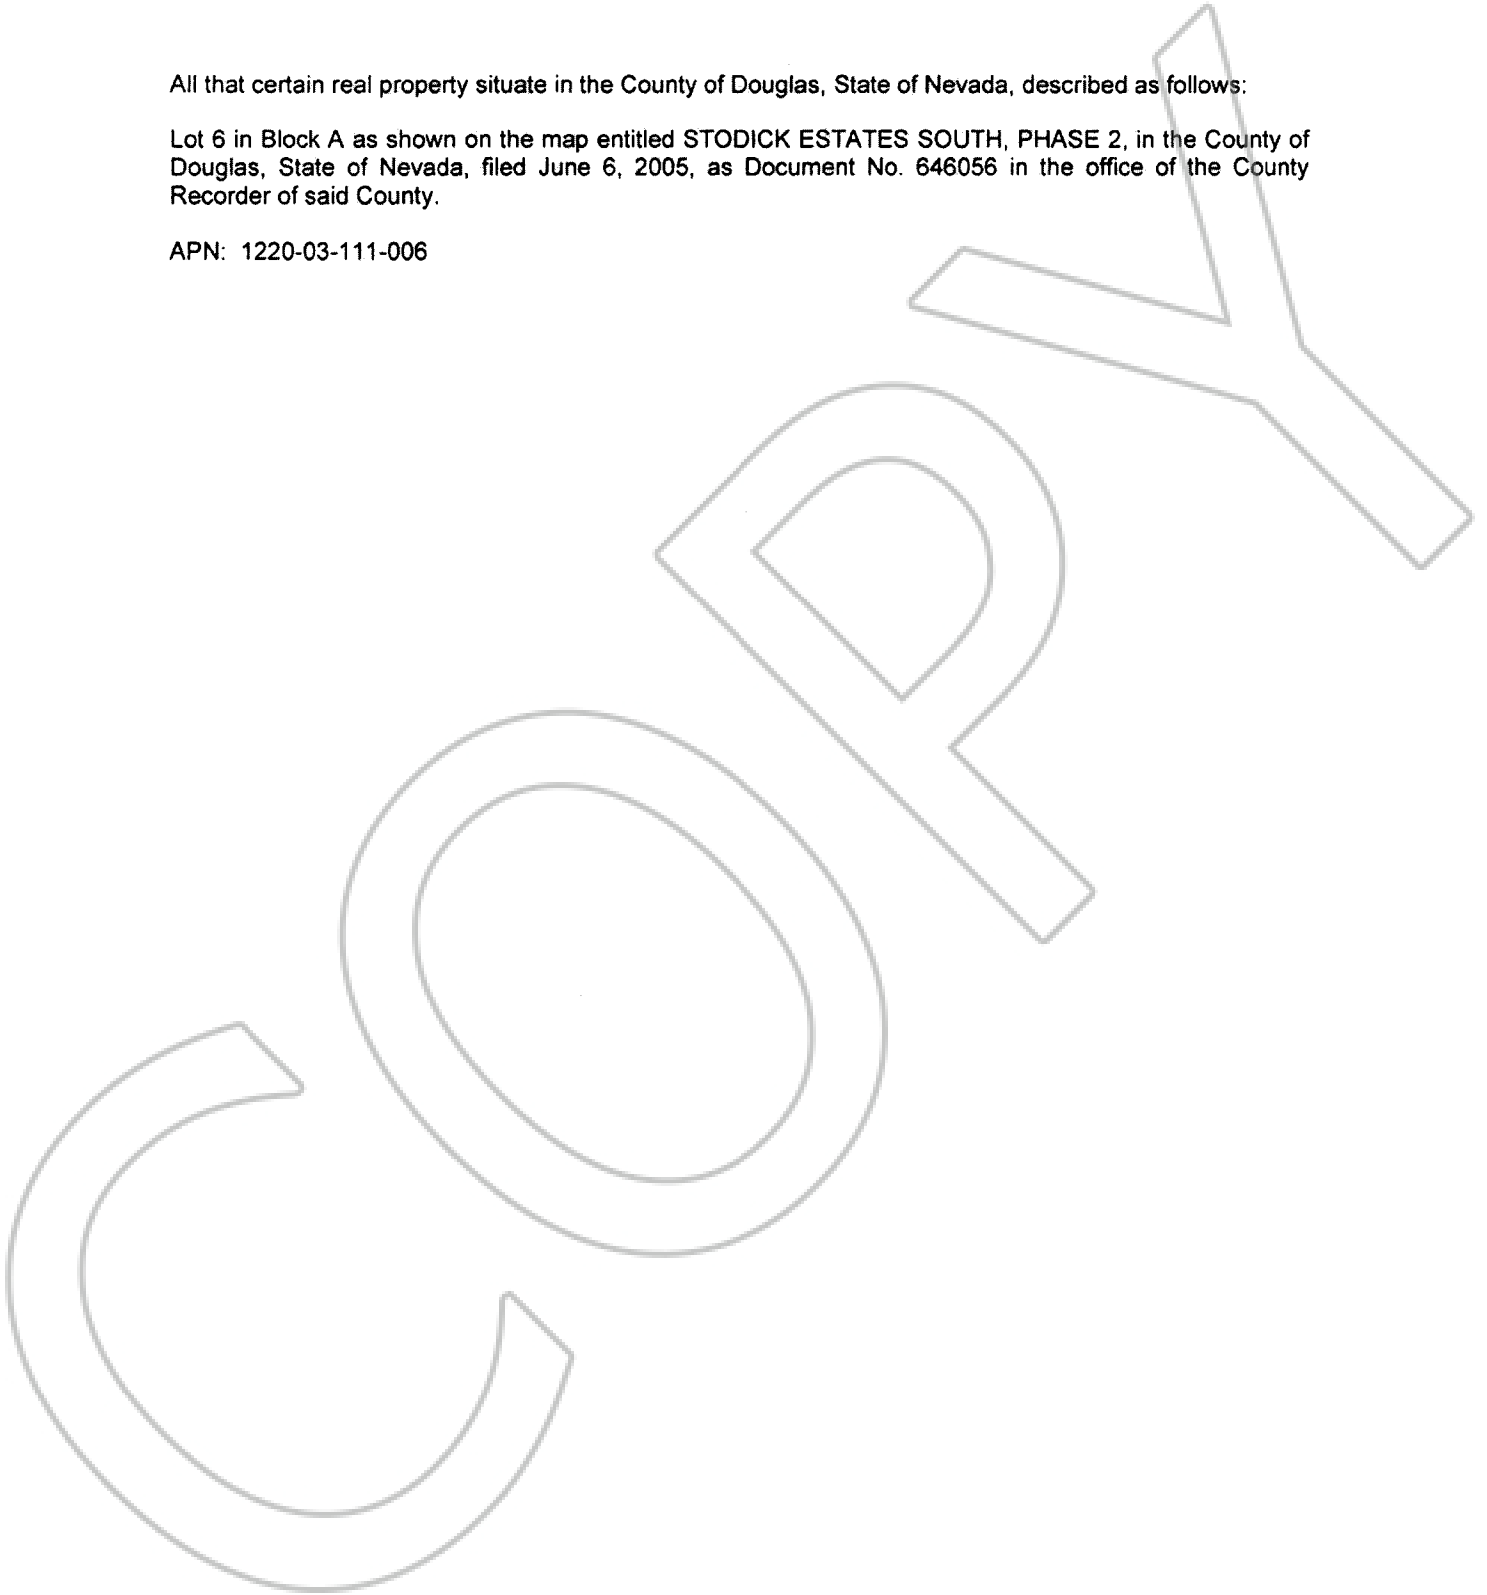 All that certain real property situate in the County of Douglas, State of Nevada, described as follows:
Lot 6 in Block A as shown on the map entitled STODICK ESTATES SOUTH, PHASE 2, in the County of
Douglas, State of Nevada, filed June 6, 2005, as Document No. 646056 in the office of the County
Recorder of said County.
APN: 1220-03-111-006
COPY